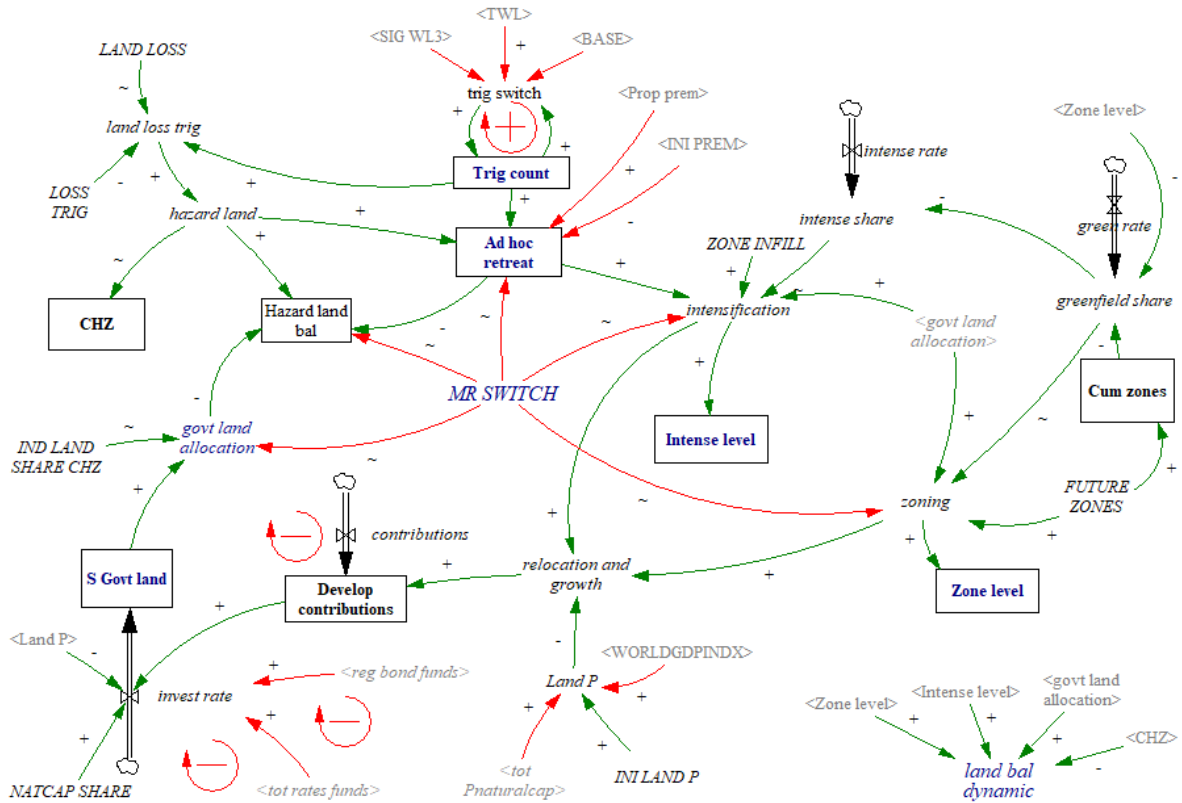 <TWL>
<SIG WL3>
<BASE>
LAND LOSS
trig switch
<Prop prem>
<Zone level>
land loss trig
<INI PREM>
intense rate
LOSS
TRIG
Trig count
hazard land
intense share
green rate
Ad hoc
retreat
ZONE INFILL
CHZ
Hazard land
bal
intensification
greenfield share
<govt land
allocation>
MR SWITCH
Cum zones
govt land
allocation
IND LAND
SHARE CHZ
Intense level
zoning
FUTURE
ZONES
contributions
S Govt land
Develop
contributions
relocation and
growth
Zone level
<Land P>
<WORLDGDPINDX>
<reg bond funds>
Land P
invest rate
<Zone level>
<Intense level>
<govt land
allocation>
<CHZ>
NATCAP SHARE
<tot rates funds>
<tot
Pnaturalcap>
INI LAND P
land bal
dynamic